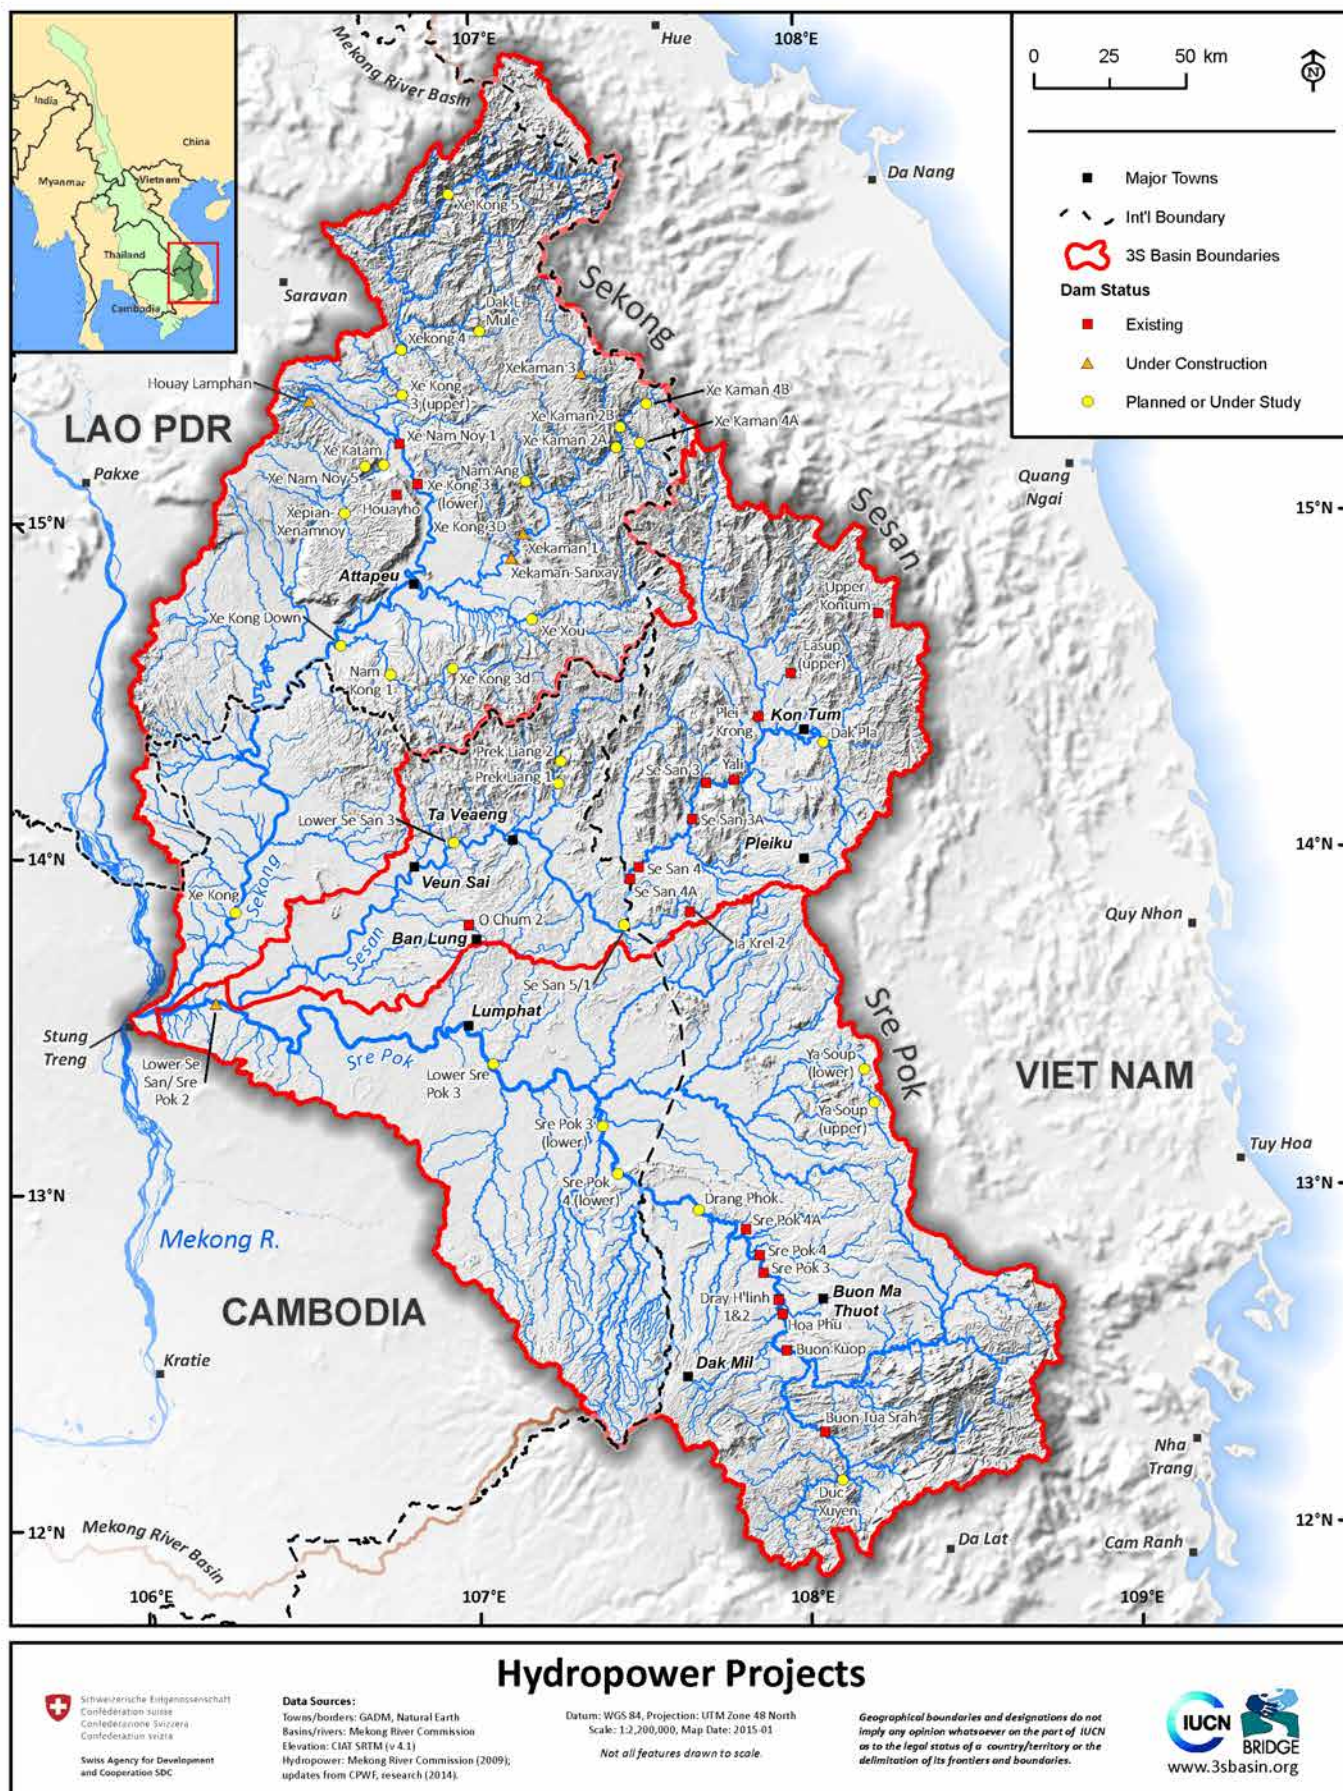 107°E
108°E
Hue
Mekong River Basin
India
China
Myanmar
Vietnam
Thailand
Cambodia
0 25 50 km
N
Major Towns
Int'l Boundary
3S Basin Boundaries
Dam Status
Existing
Under Construction
Planned or Under Study
Da Nang
Xe Kong 5
Saravan
Sekong
Dak E
Mule
Xekong 4
Xekaman 3
Houay Lamphan
Xe Kong
3 (upper)
Xe Kaman 4B
Xe Kaman 2B
Xe Kaman 4A
LAO PDR
Xe Nam Noy 1
Xe Kaman 2A
Xe Katam
Pakxe
Nam Ang
Xe Nam Noy 5
Xe Kong 3
(lower)
Quang
Ngai
Houayho
Xepian-
Xenamnoy
Xe Kong 3D
15°N
15°N
Sesan
Xekaman 1
Xekaman-Sanxay
Attapeu
Upper
Kontum
Xe Kong Down
Xe Xou
Lasup
(upper)
Nam
Kong 1
Xe Kong 3d
Plei
Krong
Kon Tum
Dak Pla
Prek Liang 2
Prek Liang 1
Se San 3
Yali
Lower Se San 3
Ta Veaeng
Se San 3A
Pleiku
14°N
14°N
Veun Sai
Se San 4
Se San 4A
Xe Kong
Sekong
Quy Nhon
O Chum 2
Ban Lung
Sesan
Ia Krel 2
Se San 5/1
Lumphat
Sre Pok
Stung
Treng
Lower Se
San/ Sre
Pok 2
Sre Pok
Lower Sre
Pok 3
Ya Soup
(lower)
VIET NAM
Ya Soup
(upper)
Sre Pok 3
(lower)
Tuy Hoa
Sre Pok
4 (lower)
13°N
13°N
Drang Phok
Sre Pok 4A
Mekong R.
Sre Pok 4
Sre Pok 3
Dray H'linh
1&2
Buon Ma
Thuot
CAMBODIA
Hoa Phu
Buon Kuop
Kratie
Dak Mil
Buon Tua Srah
Nha
Trang
Duc
Xuyen
12°N
12°N
Mekong River Basin
Da Lat
Cam Ranh
106°E
107°E
108°E
109°E
Hydropower Projects
Schweizerische Eidgenossenschaft
Confédération suisse
Confederazione Svizzera
Confederaziun svizra
Swiss Agency for Development
and Cooperation SDC
Data Sources:
Towns/borders: GADM, Natural Earth
Basins/rivers: Mekong River Commission
Elevation: CIAT SRTM (v 4.1)
Hydropower: Mekong River Commission (2009);
updates from CPWF, research (2014).
Datum: WGS 84, Projection: UTM Zone 48 North
Scale: 1:2,200,000, Map Date: 2015-01
Not all features drawn to scale.
Geographical boundaries and designations do not
imply any opinion whatsoever on the part of IUCN
as to the legal status of a country/territory or the
delimitation of its frontiers and boundaries.
IUCN
BRIDGE
www.3sbasin.org